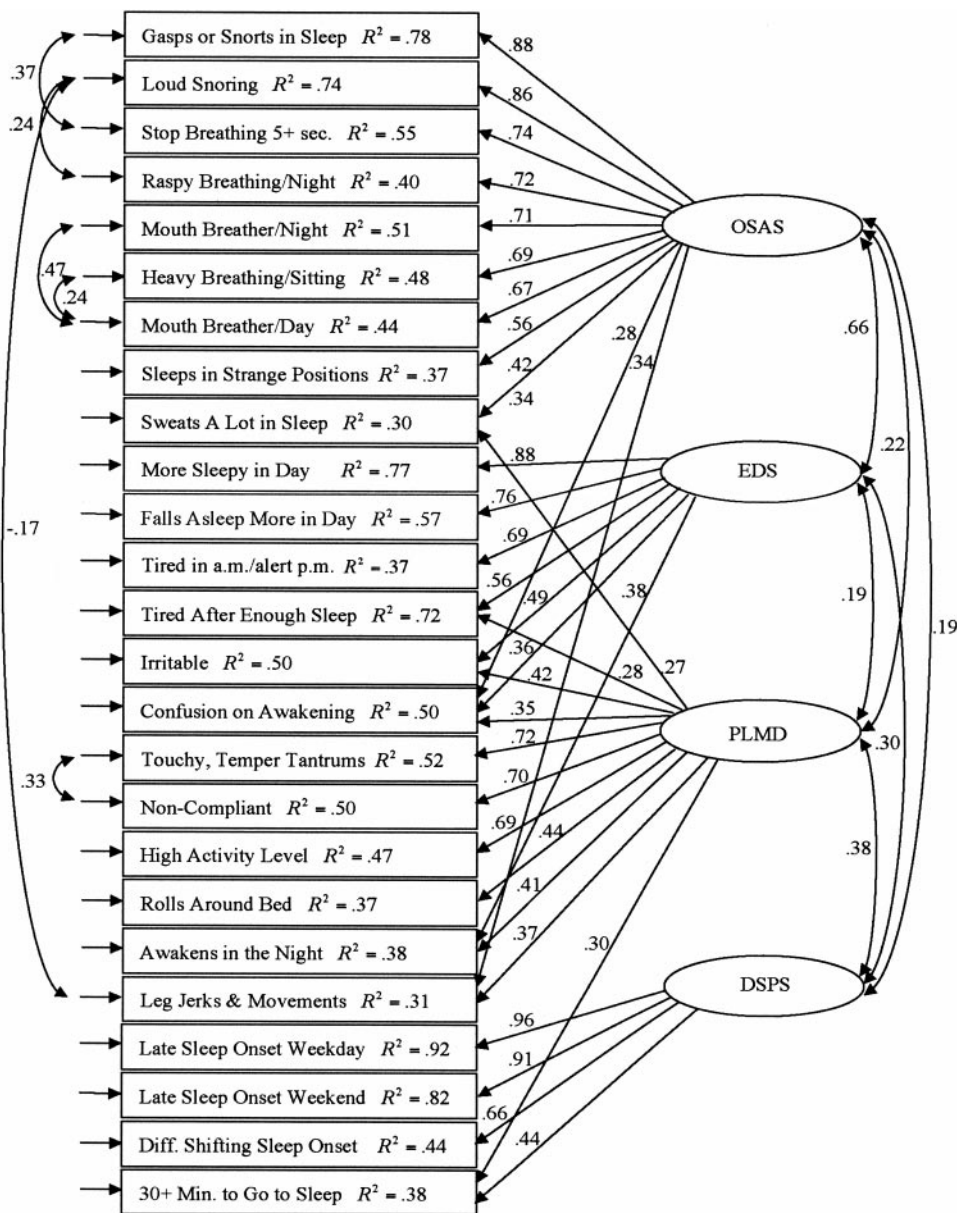 Gasps or Snorts in Sleep R² = .78
Loud Snoring R² = .74
Stop Breathing 5+ sec. R² = .55
Raspy Breathing/Night R² = .40
Mouth Breather/Night R² = .51
Heavy Breathing/Sitting R² = .48
Mouth Breather/Day R² = .44
Sleeps in Strange Positions R² = .37
Sweats A Lot in Sleep R² = .30
More Sleepy in Day R² = .77
Falls Asleep More in Day R² = .57
Tired in a.m./alert p.m. R² = .37
Tired After Enough Sleep R² = .72
Irritable R² = .50
Confusion on Awakening R² = .50
Touchy, Temper Tantrums R² = .52
Non-Compliant R² = .50
High Activity Level R² = .47
Rolls Around Bed R² = .37
Awakens in the Night R² = .38
Leg Jerks & Movements R² = .31
Late Sleep Onset Weekday R² = .92
Late Sleep Onset Weekend R² = .82
Diff. Shifting Sleep Onset R² = .44
30+ Min. to Go to Sleep R² = .38
.37
.24
.47
.24
-.17
.33
.88
.86
.74
.72
.71
.69
.67
.56
.42
.34
.28
.34
.88
.76
.69
.56
.49
.36
.38
.27
.28
.42
.35
.72
.70
.69
.44
.41
.37
.30
.96
.91
.66
.44
OSAS
EDS
PLMD
DSPS
.66
.22
.19
.19
.30
.38